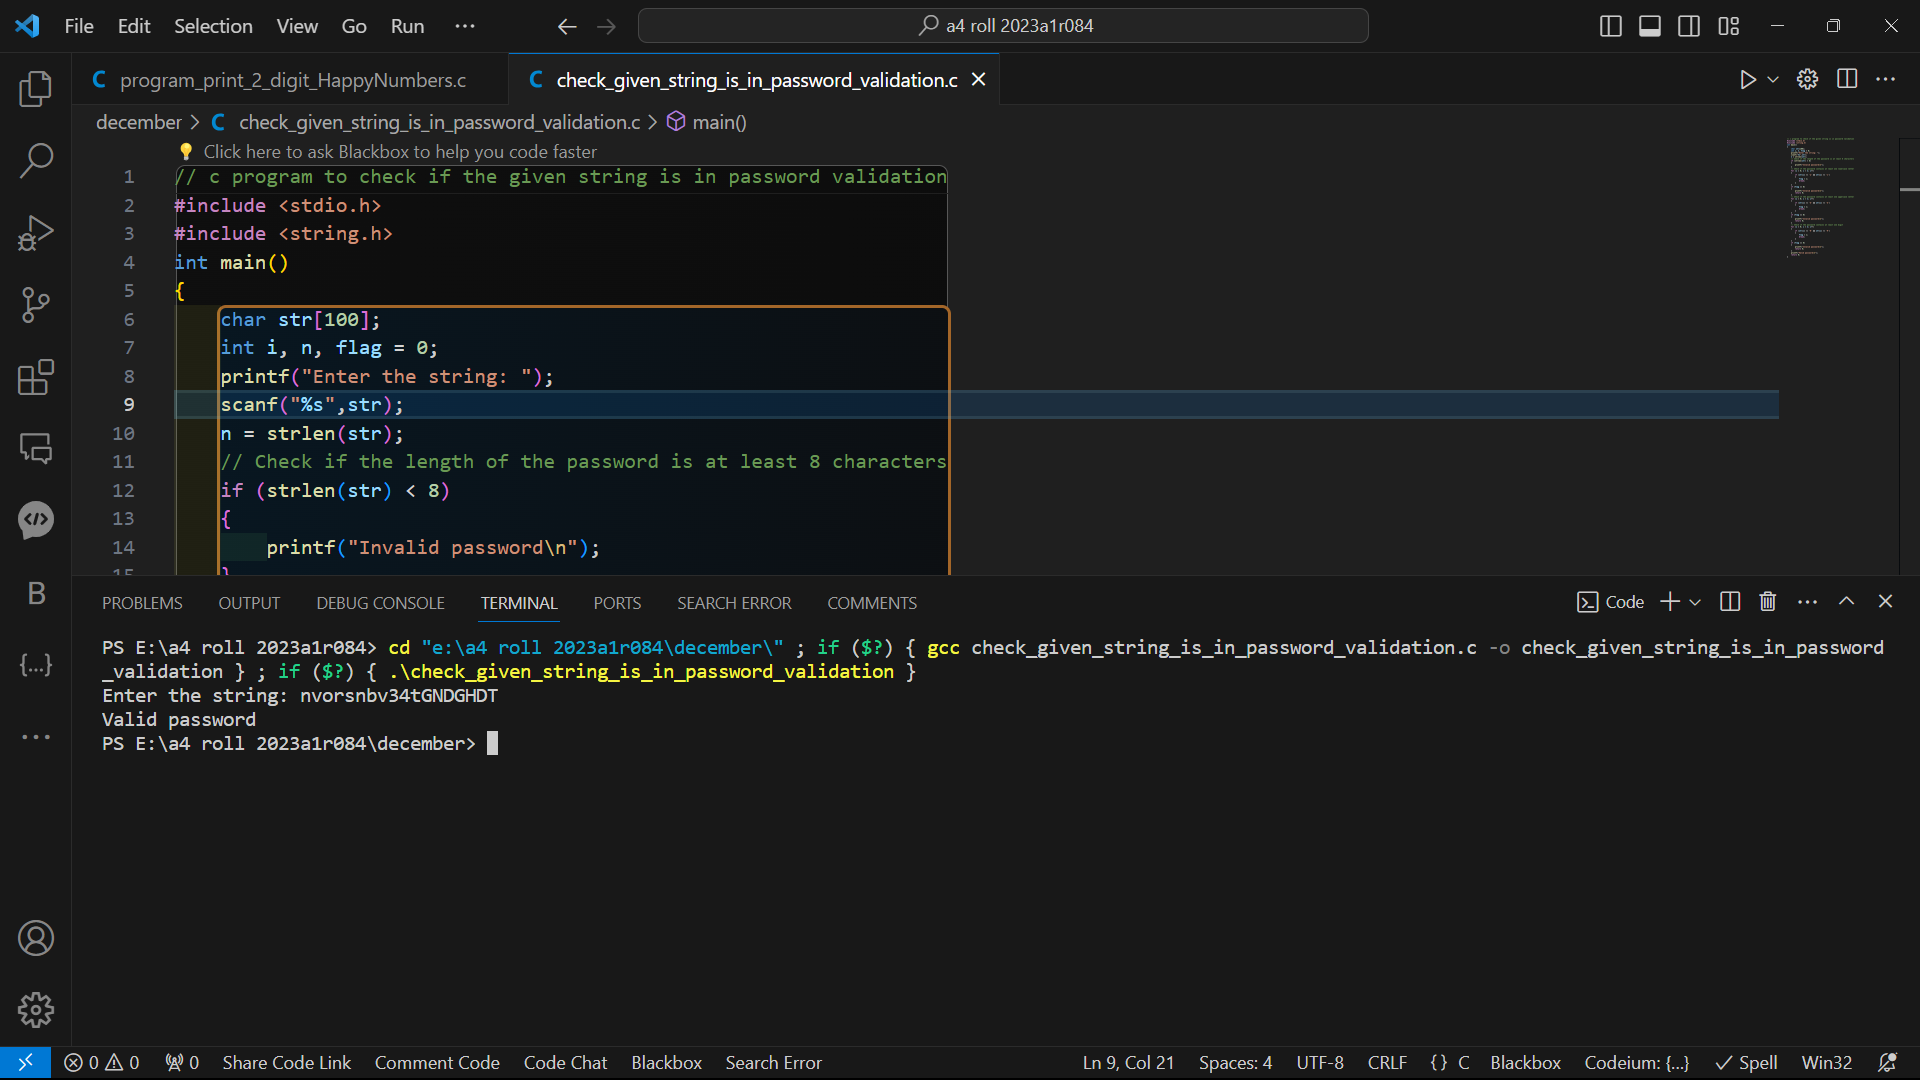 File Edit Selection View Go Run ···
a4 roll 2023a1r084
C program_print_2_digit_HappyNumbers.c
C check_given_string_is_in_password_validation.c
december > C check_given_string_is_in_password_validation.c > main()
Click here to ask Blackbox to help you code faster
1 // c program to check if the given string is in password validation
2 #include <stdio.h>
3 #include <string.h>
4 int main()
5 {
6 char str[100];
7 int i, n, flag = 0;
8 printf("Enter the string: ");
9 scanf("%s",str);
10 n = strlen(str);
11 // Check if the length of the password is at least 8 characters
12 if (strlen(str) < 8)
13 {
14 printf("Invalid password\n");
15 }
PROBLEMS OUTPUT DEBUG CONSOLE TERMINAL PORTS SEARCH ERROR COMMENTS
Code
PS E:\a4 roll 2023a1r084> cd "e:\a4 roll 2023a1r084\december\" ; if ($?) { gcc check_given_string_is_in_password_validation.c -o check_given_string_is_in_password
_validation } ; if ($?) { .\check_given_string_is_in_password_validation }
Enter the string: nvorsnbv34tGNDGHDT
Valid password
PS E:\a4 roll 2023a1r084\december>
B
0 0 0 Share Code Link Comment Code Code Chat Blackbox Search Error
Ln 9, Col 21 Spaces: 4 UTF-8 CRLF {} C Blackbox Codeium: {...} Spell Win32